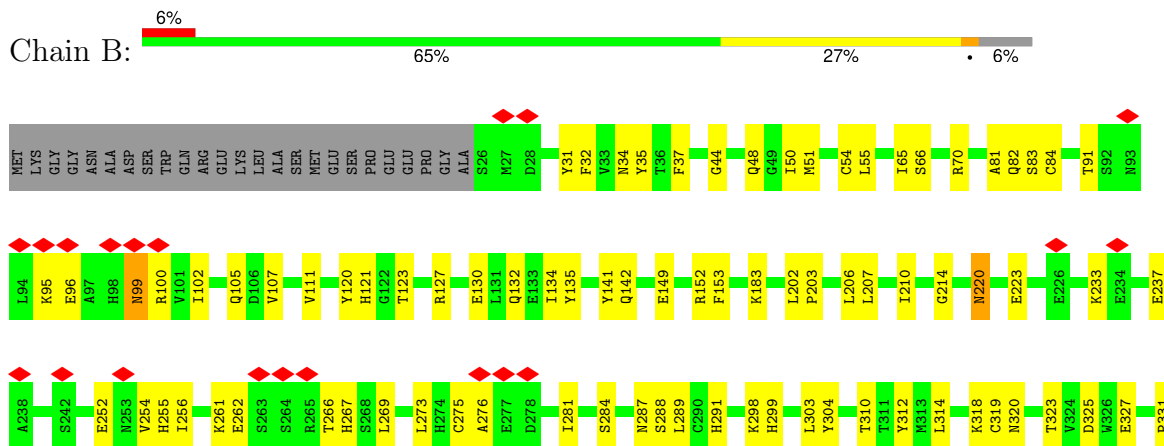 6%
Chain B:
65% 27% • 6%
MET LYS GLY GLY ASN ALA ASP SER TRP GLN ARG GLU LYS LEU ALA SER MET GLU SER PRO GLU GLU PRO GLY ALA S26 M27 D28 Y31 F32 V33 N34 Y35 T36 F37 G44 Q48 G49 I50 M51 C54 L55 I65 S66 R70 A81 Q82 S83 C84 T91 S92 N93
L94 K95 E96 A97 H98 N99 R100 V101 I102 Q105 D106 V107 V111 Y120 H121 G122 T123 R127 E130 L131 Q132 E133 I134 Y135 Y141 Q142 E149 R152 F153 K183 L202 P203 L206 L207 I210 G214 N220 E223 E226 K233 E234 E237
A238 S242 E252 N253 V254 H255 I256 K261 E262 S263 S264 R265 T266 H267 S268 L269 L273 H274 C275 A276 E277 D278 I281 S284 N287 S288 L289 C290 H291 K298 H299 L303 Y304 T310 T311 Y312 M313 L314 K318 C319 N320 T323 V324 D325 W326 E327 R331